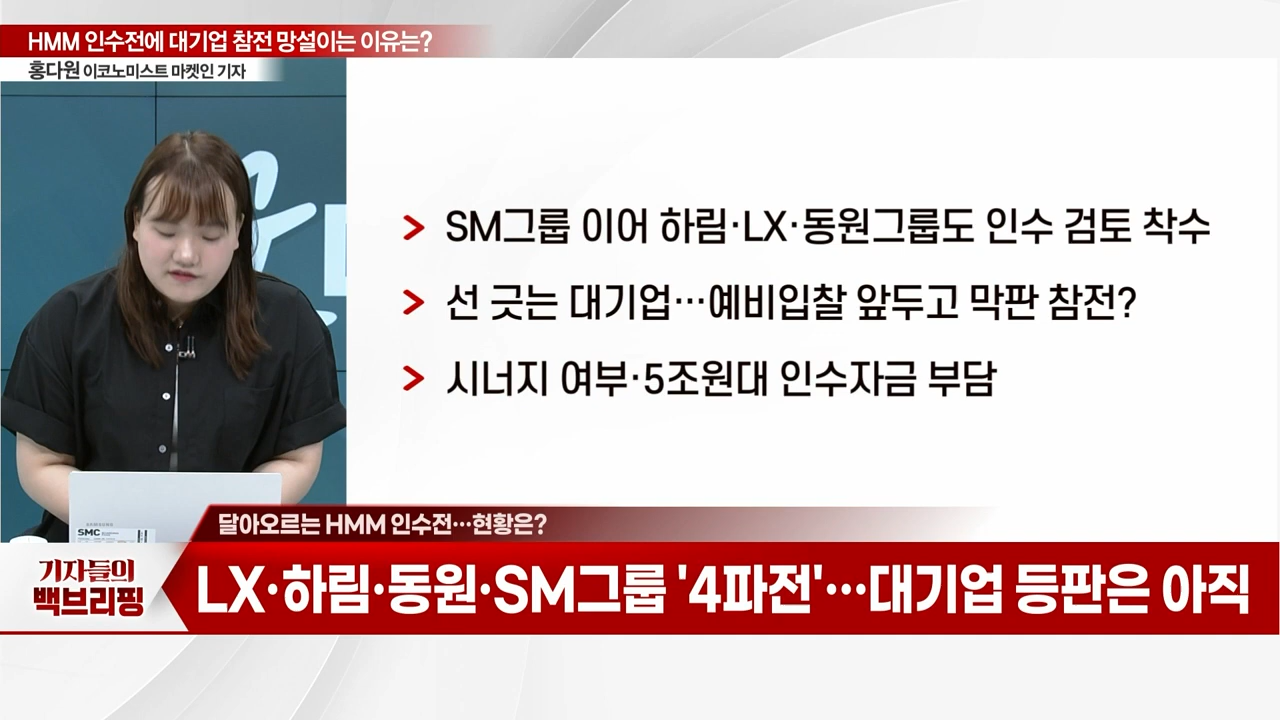 HMM 인수전에 대기업 참전 망설이는 이유는?
홍다원 이코노미스트 마켓인 기자
SM그룹 이어 하림·LX·동원그룹도 인수 검토 착수
선 긋는 대기업…예비입찰 앞두고 막판 참전?
시너지 여부·5조원대 인수자금 부담
SMC
달아오르는 HMM 인수전…현황은?
기자들의
백브리핑
LX·하림·동원·SM그룹 '4파전'…대기업 등판은 아직